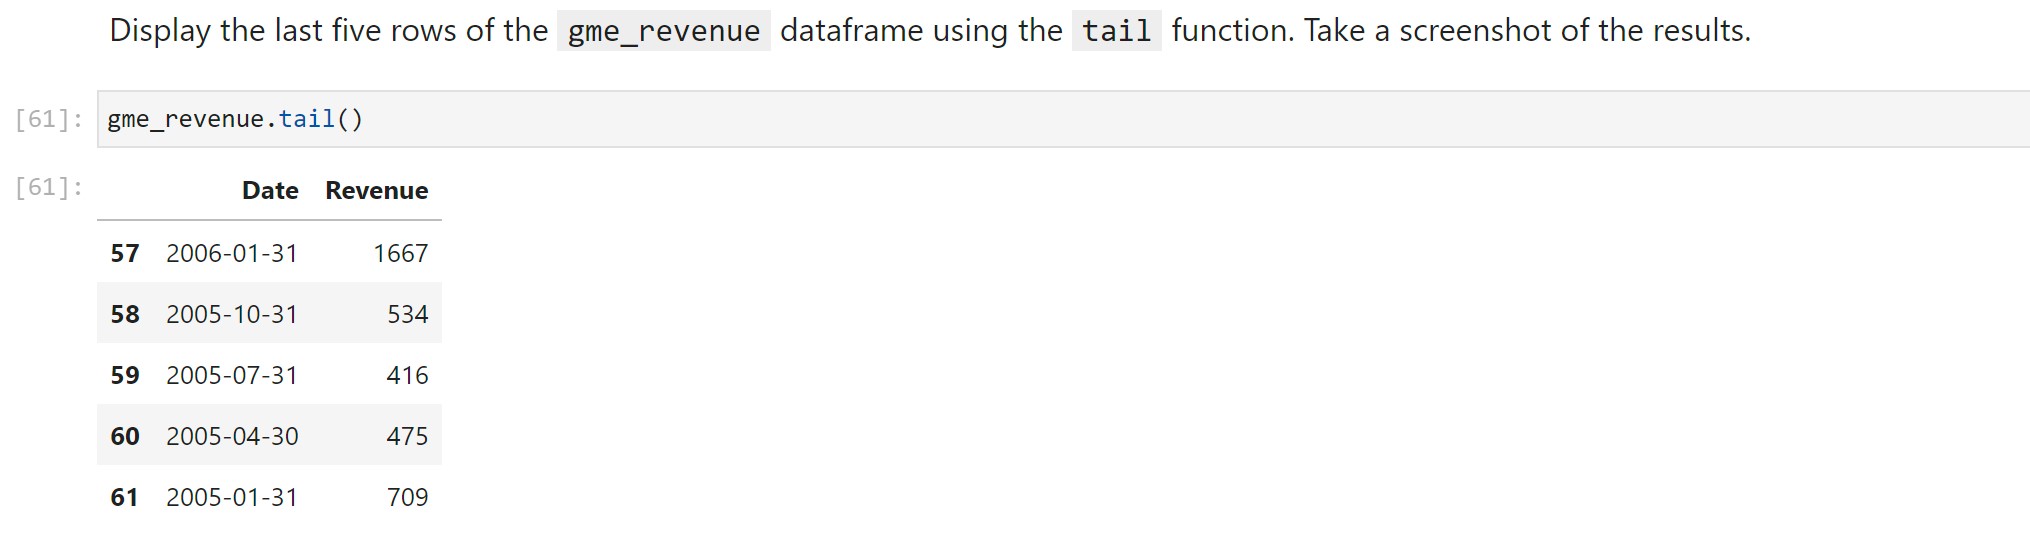 Display the last five rows of the gme_revenue dataframe using the tail function. Take a screenshot of the results.
[61]: gme_revenue.tail()
[61]: Date Revenue
57 2006-01-31 1667
58 2005-10-31 534
59 2005-07-31 416
60 2005-04-30 475
61 2005-01-31 709